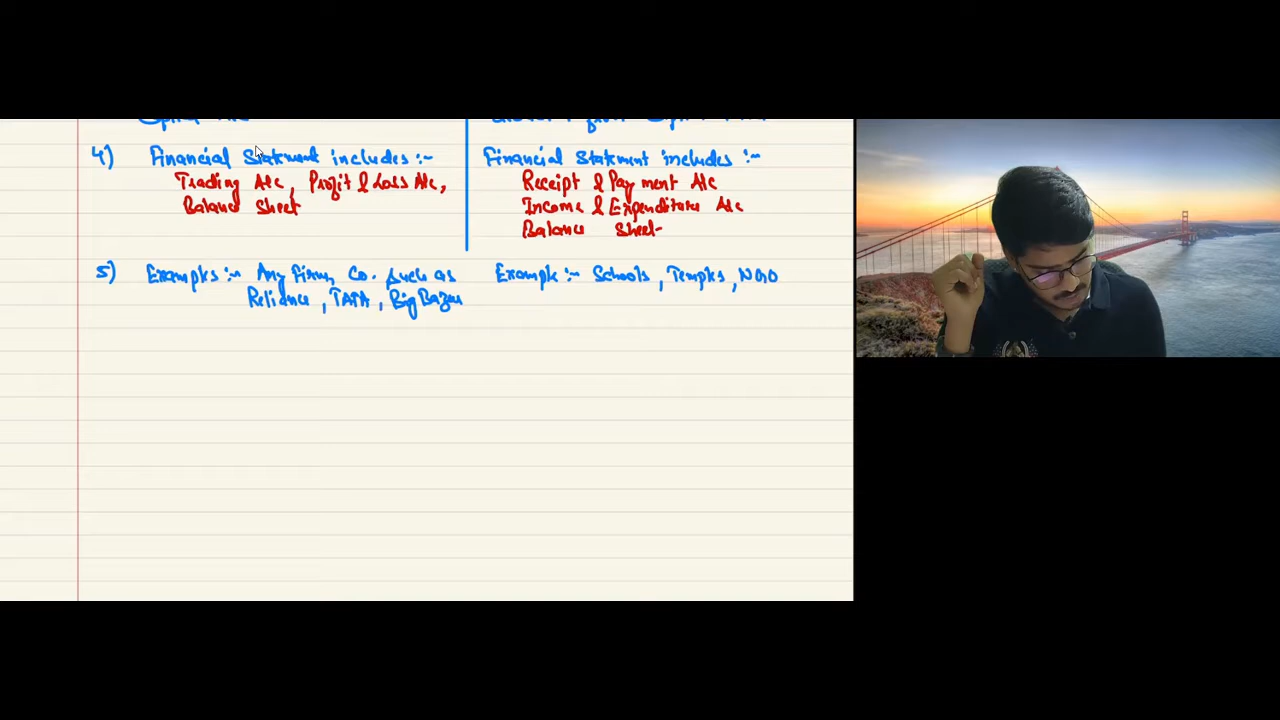 4) Financial Statement includes :-
Trading A/c, Profit & Loss A/c,
Balance Sheet
Financial Statement includes :-
Receipt & Payment A/c
Income & Expenditure A/c
Balance Sheet
5) Examples :- Any Firm, Co. such as
Reliance, TATA, Big Bazar
Example :- Schools, Temples, NGO